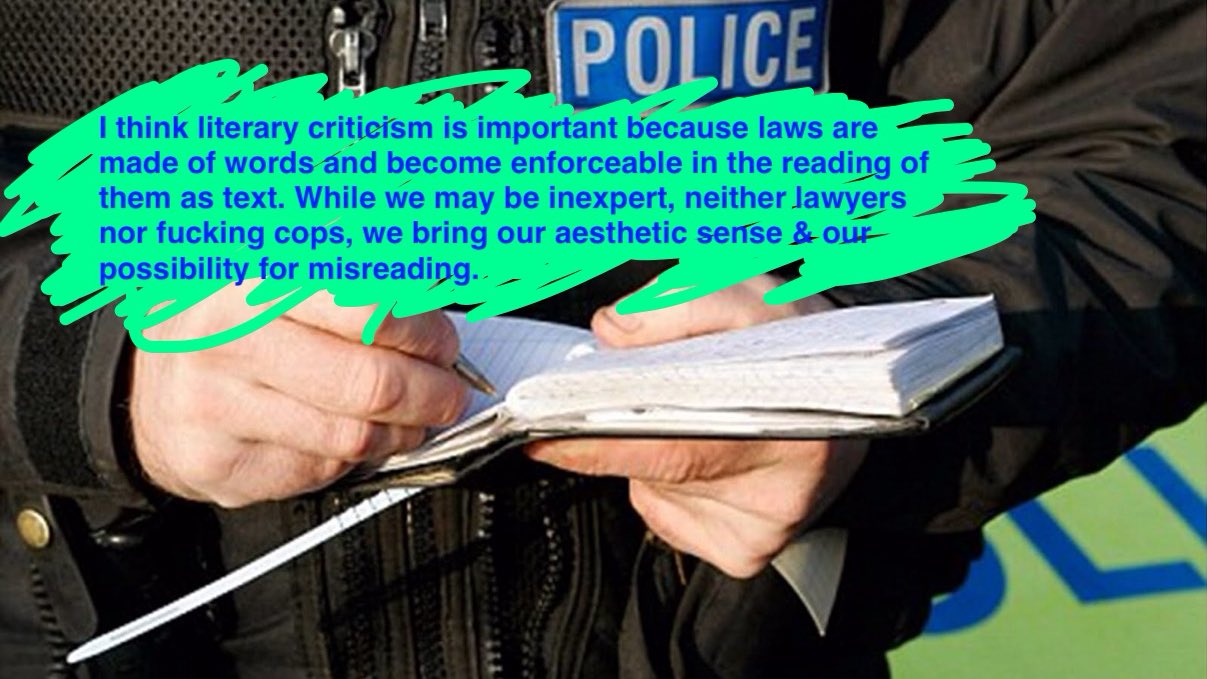 POLICE
I think literary criticism is important because laws are
made of words and become enforceable in the reading of
them as text. While we may be inexpert, neither lawyers
nor fucking cops, we bring our aesthetic sense & our
possibility for misreading.